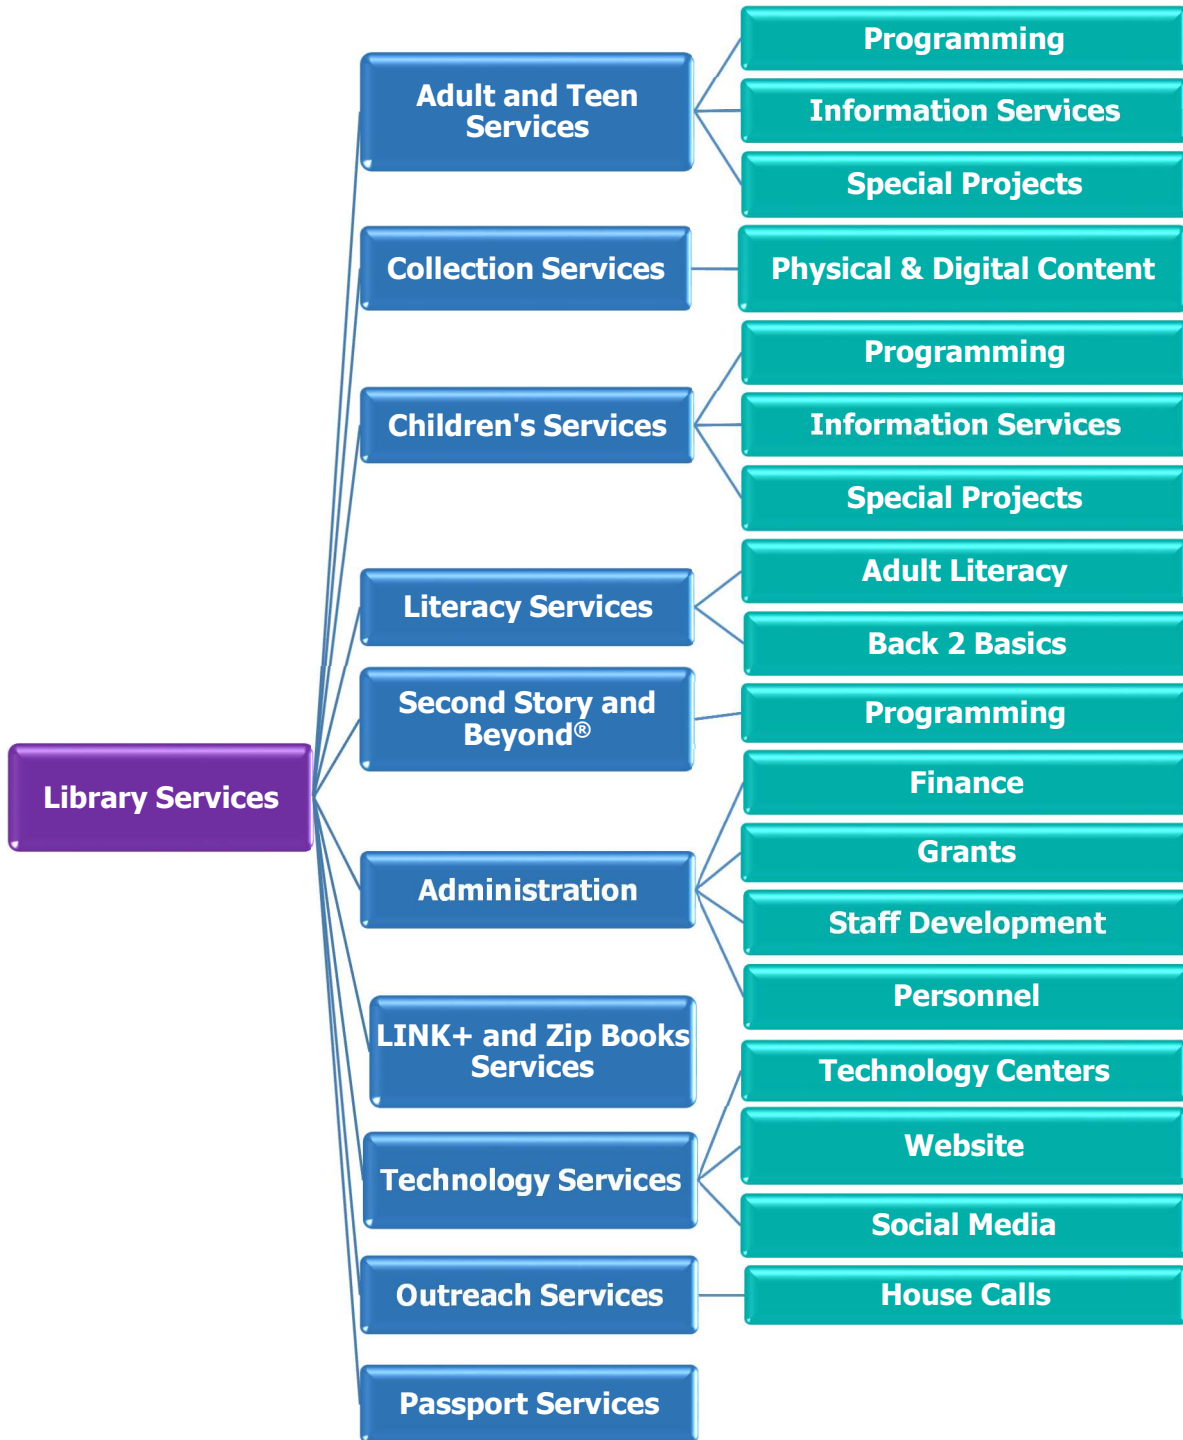 Programming
Adult and Teen
Services
Information Services
Special Projects
Collection Services
Physical & Digital Content
Programming
Children's Services
Information Services
Special Projects
Adult Literacy
Literacy Services
Back 2 Basics
Second Story and
Beyond®
Programming
Library Services
Finance
Grants
Administration
Staff Development
Personnel
LINK+ and Zip Books
Services
Technology Centers
Website
Technology Services
Social Media
Outreach Services
House Calls
Passport Services